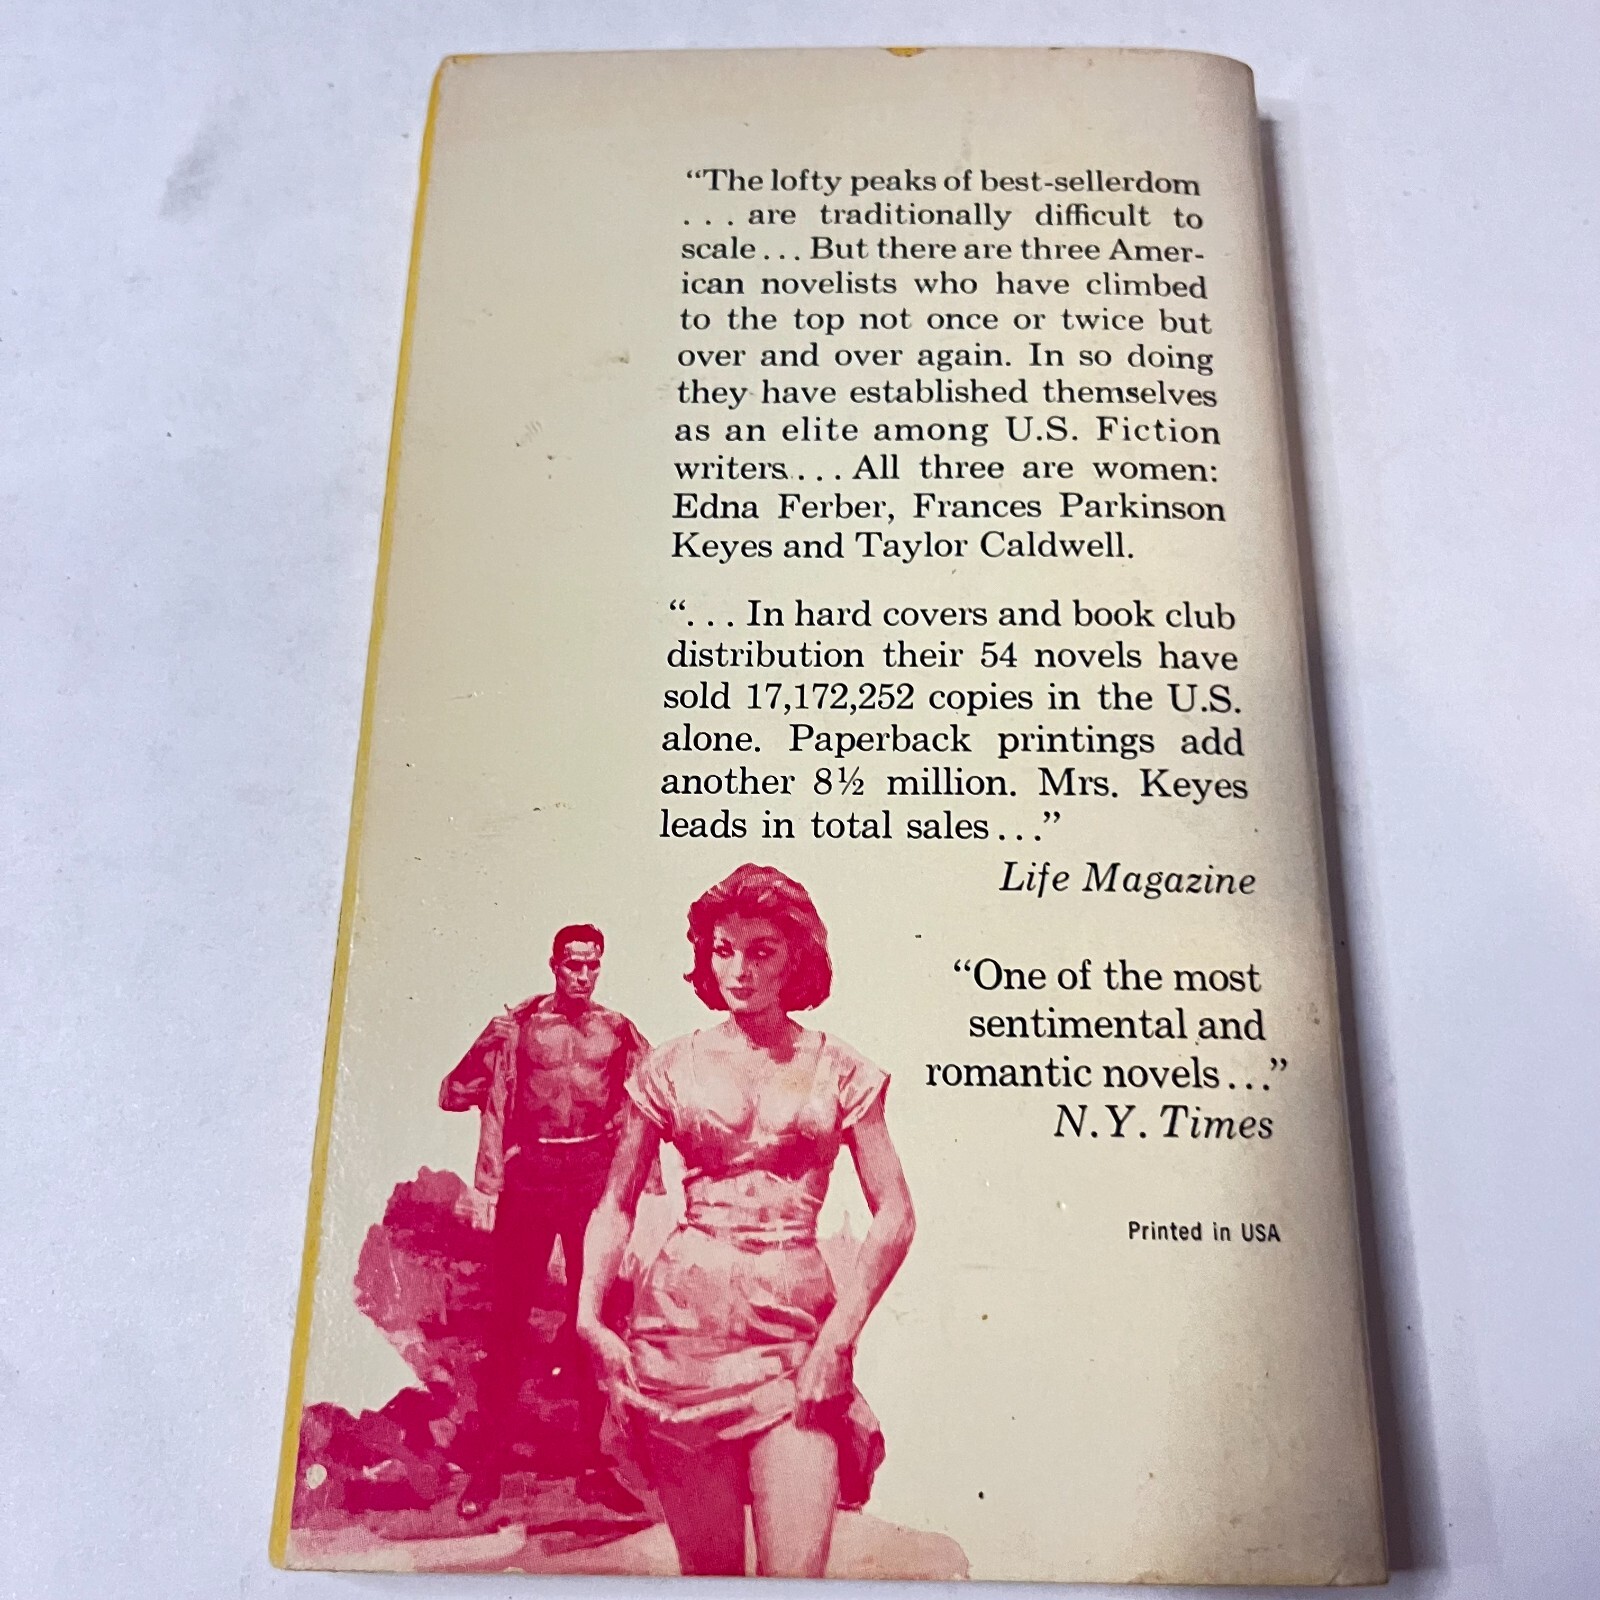 “The lofty peaks of best-sellerdom
. . . are traditionally difficult to
scale . . . But there are three Amer-
ican novelists who have climbed
to the top not once or twice but
over and over again. In so doing
they have established themselves
as an elite among U.S. Fiction
writers . . . All three are women:
Edna Ferber, Frances Parkinson
Keyes and Taylor Caldwell.
“. . . In hard covers and book club
distribution their 54 novels have
sold 17,172,252 copies in the U.S.
alone. Paperback printings add
another 8½ million. Mrs. Keyes
leads in total sales . . .”
Life Magazine
“One of the most
sentimental and
romantic novels . . .”
N.Y. Times
Printed in USA